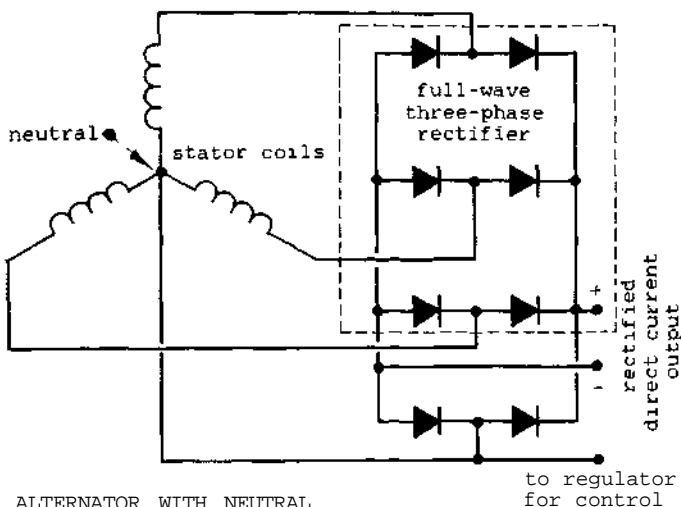 full-wave
three-phase
rectifier
neutral
stator coils
+
rectified
direct current
output
-
to regulator
for control
ALTERNATOR WITH NEUTRAL